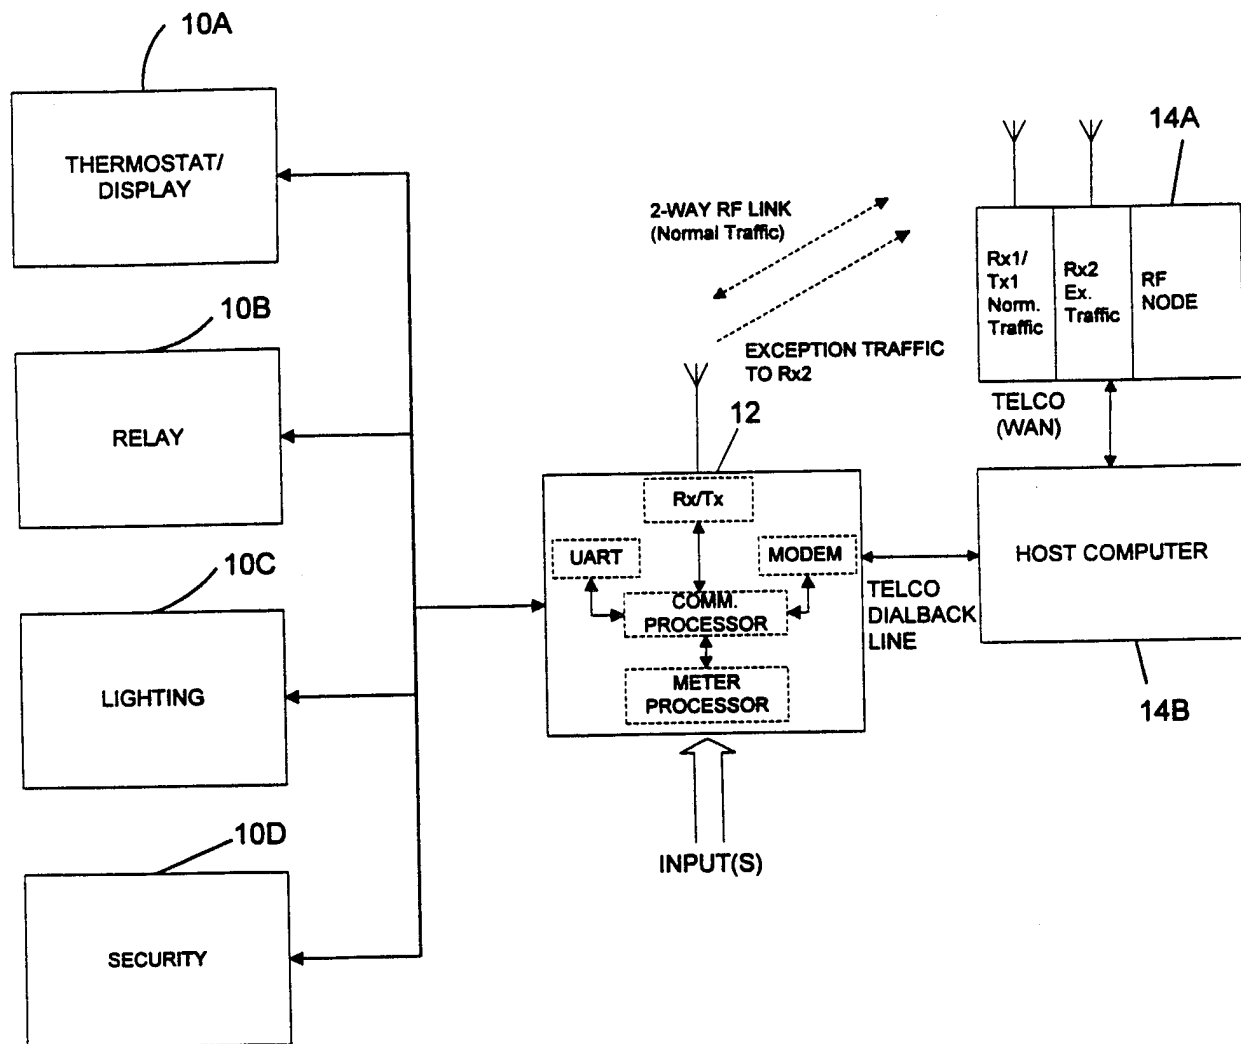 10A
THERMOSTAT/
DISPLAY
10B
RELAY
10C
LIGHTING
10D
SECURITY
2-WAY RF LINK
(Normal Traffic)
EXCEPTION TRAFFIC
TO Rx2
12
Rx/Tx
UART
MODEM
COMM.
PROCESSOR
METER
PROCESSOR
INPUT(S)
TELCO
DIALBACK
LINE
14A
Rx1/
Tx1
Norm.
Traffic
Rx2
Ex.
Traffic
RF
NODE
TELCO
(WAN)
HOST COMPUTER
14B